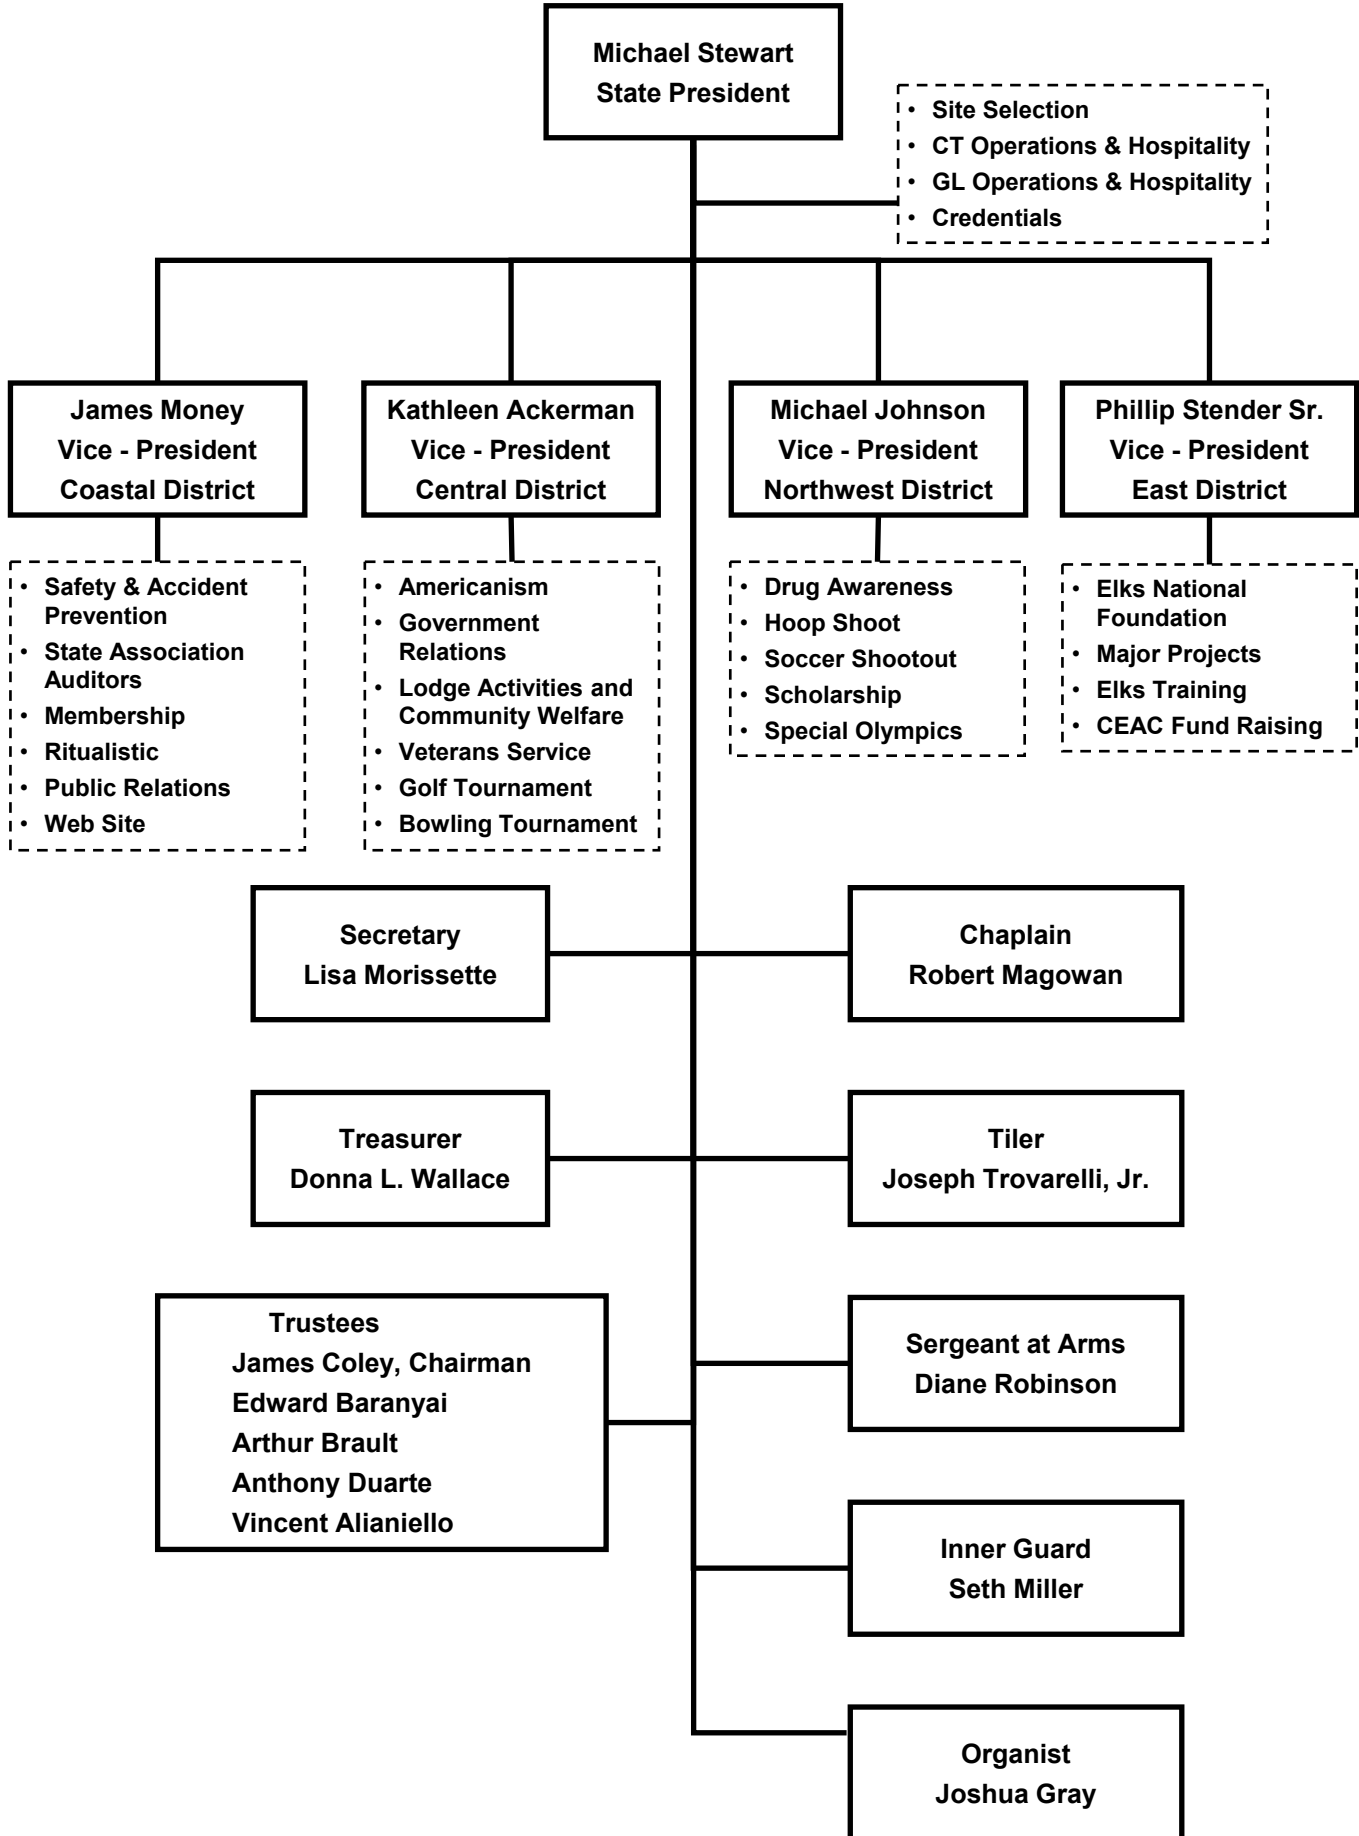 Michael Stewart
State President
• Site Selection
• CT Operations & Hospitality
• GL Operations & Hospitality
• Credentials
James Money
Vice - President
Coastal District
Kathleen Ackerman
Vice - President
Central District
Michael Johnson
Vice - President
Northwest District
Phillip Stender Sr.
Vice - President
East District
• Safety & Accident
Prevention
• State Association
Auditors
• Membership
• Ritualistic
• Public Relations
• Web Site
• Americanism
• Government
Relations
• Lodge Activities and
Community Welfare
• Veterans Service
• Golf Tournament
• Bowling Tournament
• Drug Awareness
• Hoop Shoot
• Soccer Shootout
• Scholarship
• Special Olympics
• Elks National
Foundation
• Major Projects
• Elks Training
• CEAC Fund Raising
Secretary
Lisa Morissette
Chaplain
Robert Magowan
Treasurer
Donna L. Wallace
Tiler
Joseph Trovarelli, Jr.
Trustees
James Coley, Chairman
Edward Baranyai
Arthur Brault
Anthony Duarte
Vincent Alianiello
Sergeant at Arms
Diane Robinson
Inner Guard
Seth Miller
Organist
Joshua Gray